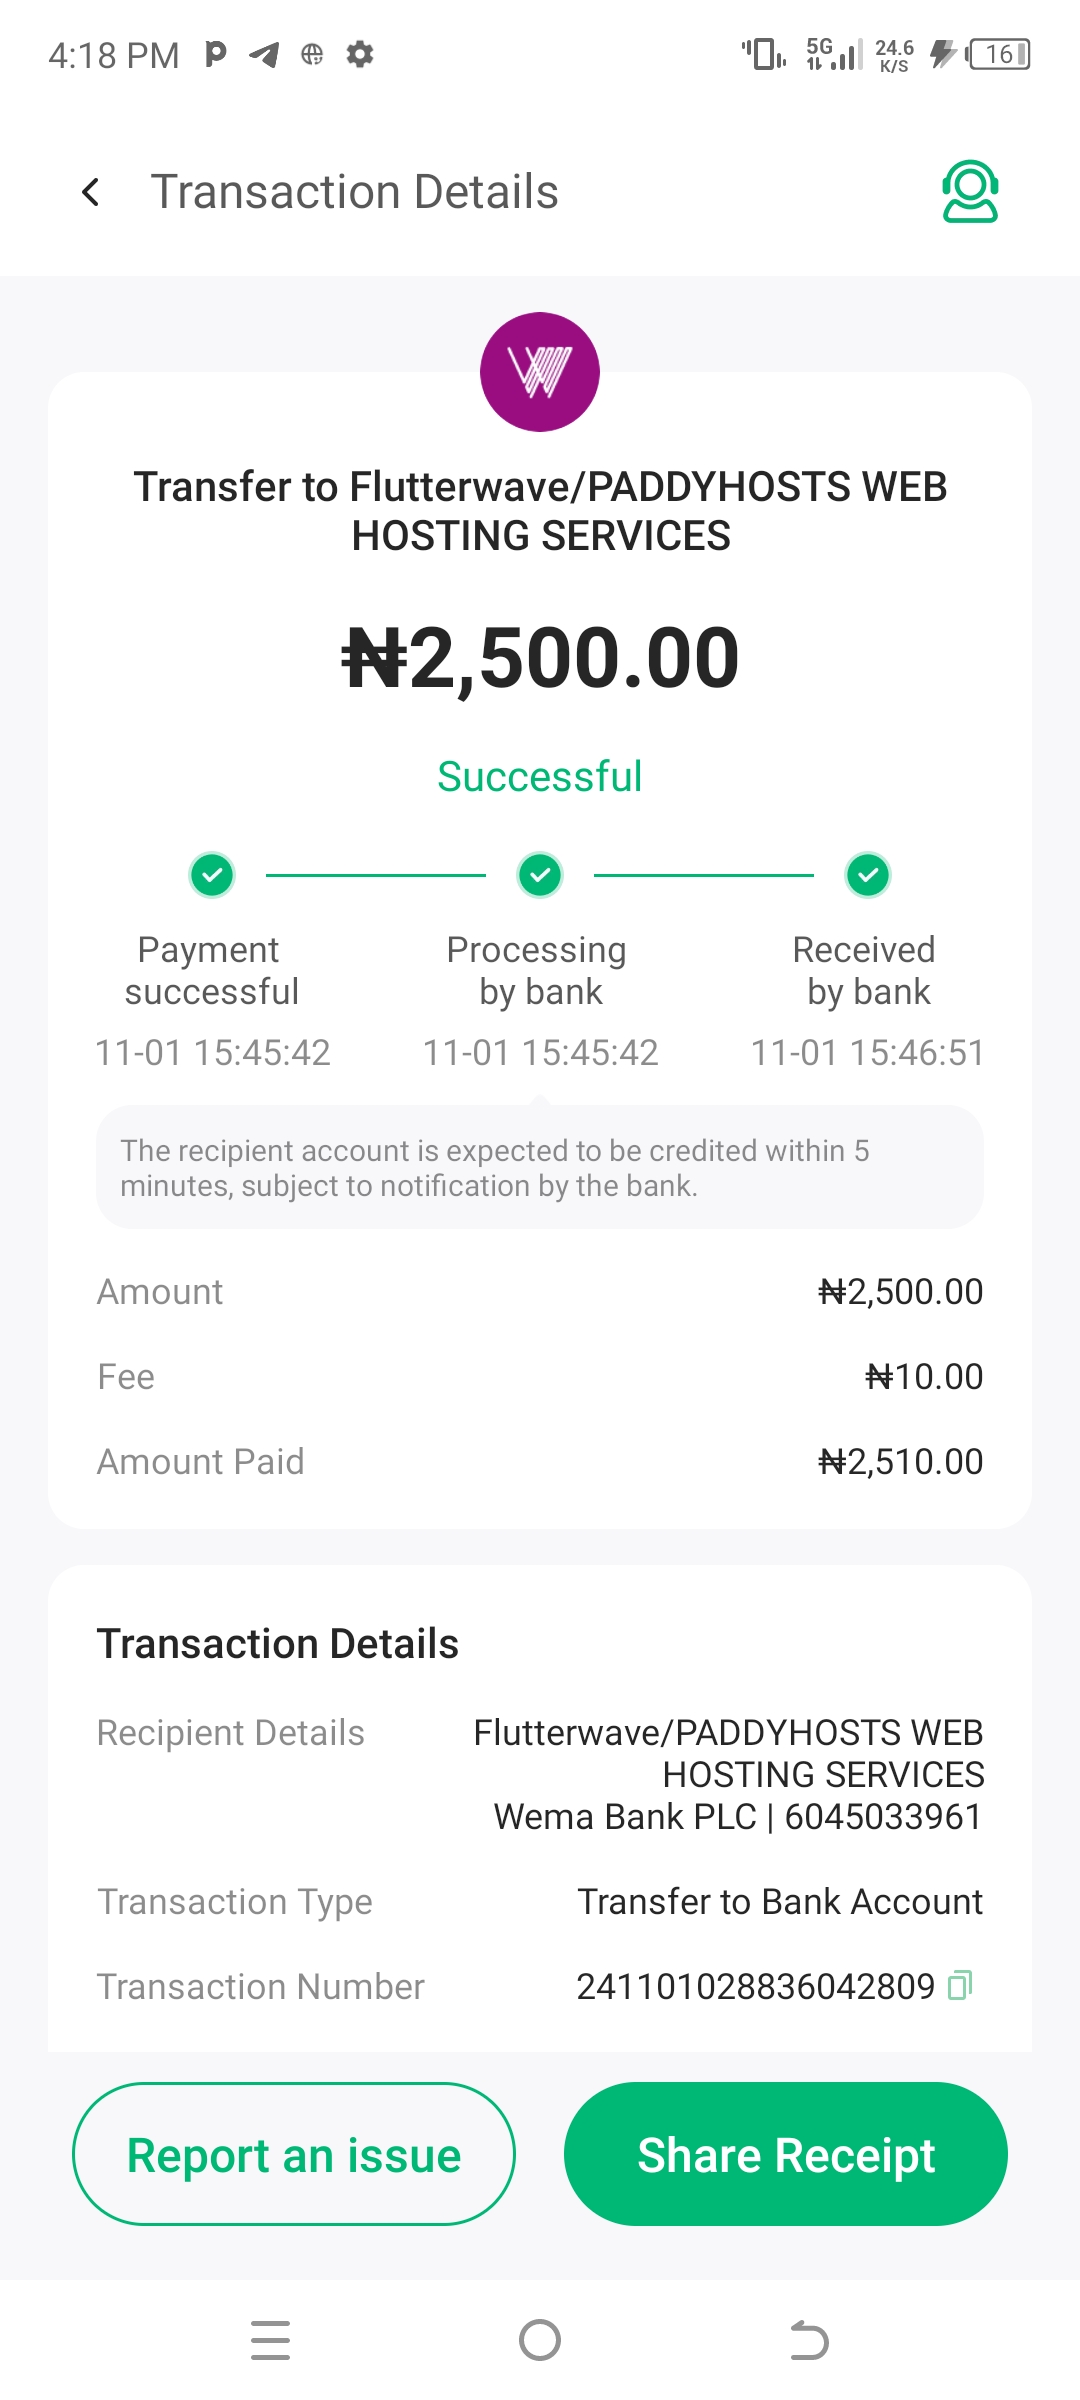 4:18 PM
5G
24.6
K/S
16
Transaction Details
Transfer to Flutterwave/PADDYHOSTS WEB
HOSTING SERVICES
₦2,500.00
Successful
Payment
successful
11-01 15:45:42
Processing
by bank
11-01 15:45:42
Received
by bank
11-01 15:46:51
The recipient account is expected to be credited within 5
minutes, subject to notification by the bank.
Amount ₦2,500.00
Fee ₦10.00
Amount Paid ₦2,510.00
Transaction Details
Recipient Details Flutterwave/PADDYHOSTS WEB
HOSTING SERVICES
Wema Bank PLC | 6045033961
Transaction Type Transfer to Bank Account
Transaction Number 241101028836042809
Report an issue
Share Receipt